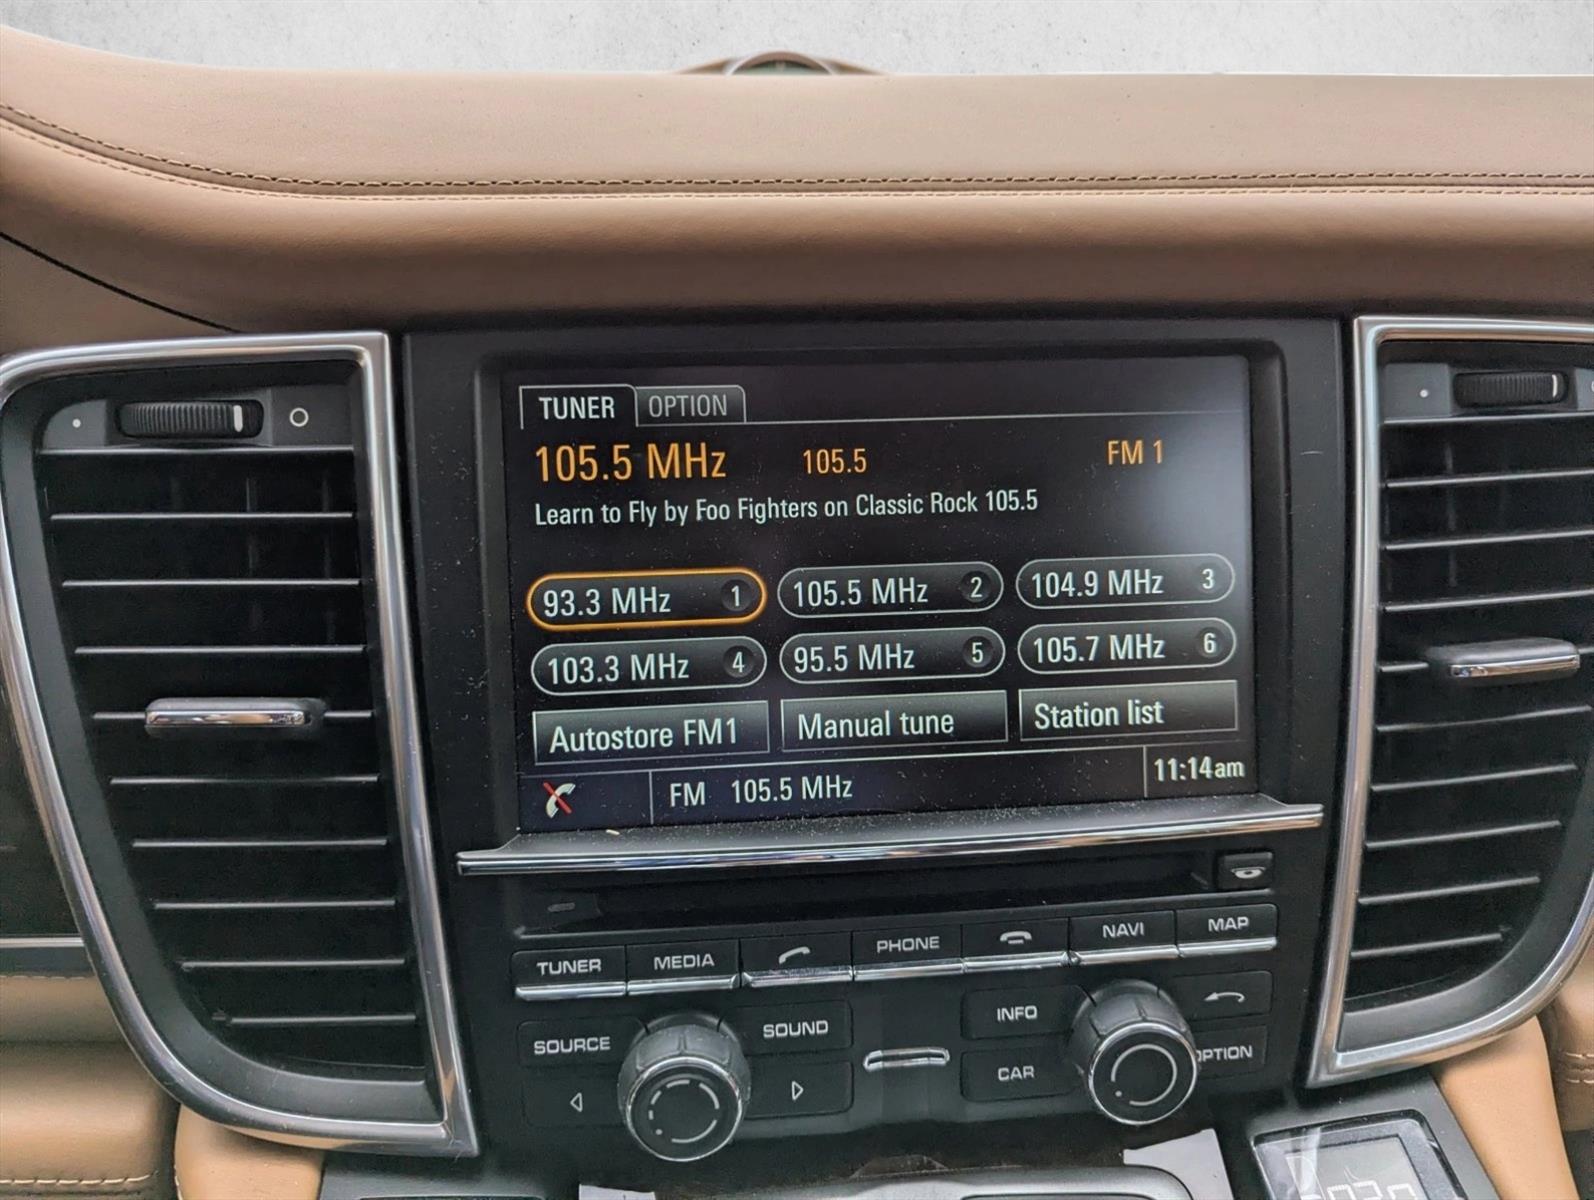 TUNER OPTION
105.5 MHz 105.5 FM 1
Learn to Fly by Foo Fighters on Classic Rock 105.5
93.3 MHz 1 105.5 MHz 2 104.9 MHz 3
103.3 MHz 4 95.5 MHz 5 105.7 MHz 6
Autostore FM1 Manual tune Station list
FM 105.5 MHz 11:14am
TUNER MEDIA PHONE NAVI MAP
SOURCE SOUND INFO
CAR OPTION